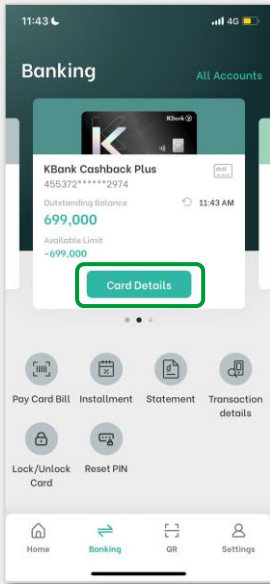 11:43
4G
Banking
All Accounts
KBank
KBank Cashback Plus
455372******2974
Outstanding Balance
11:43 AM
699,000
Available Limit
-699,000
Card Details
Pay Card Bill
Installment
Statement
Transaction
details
Lock/Unlock
Card
Reset PIN
Home
Banking
QR
Settings